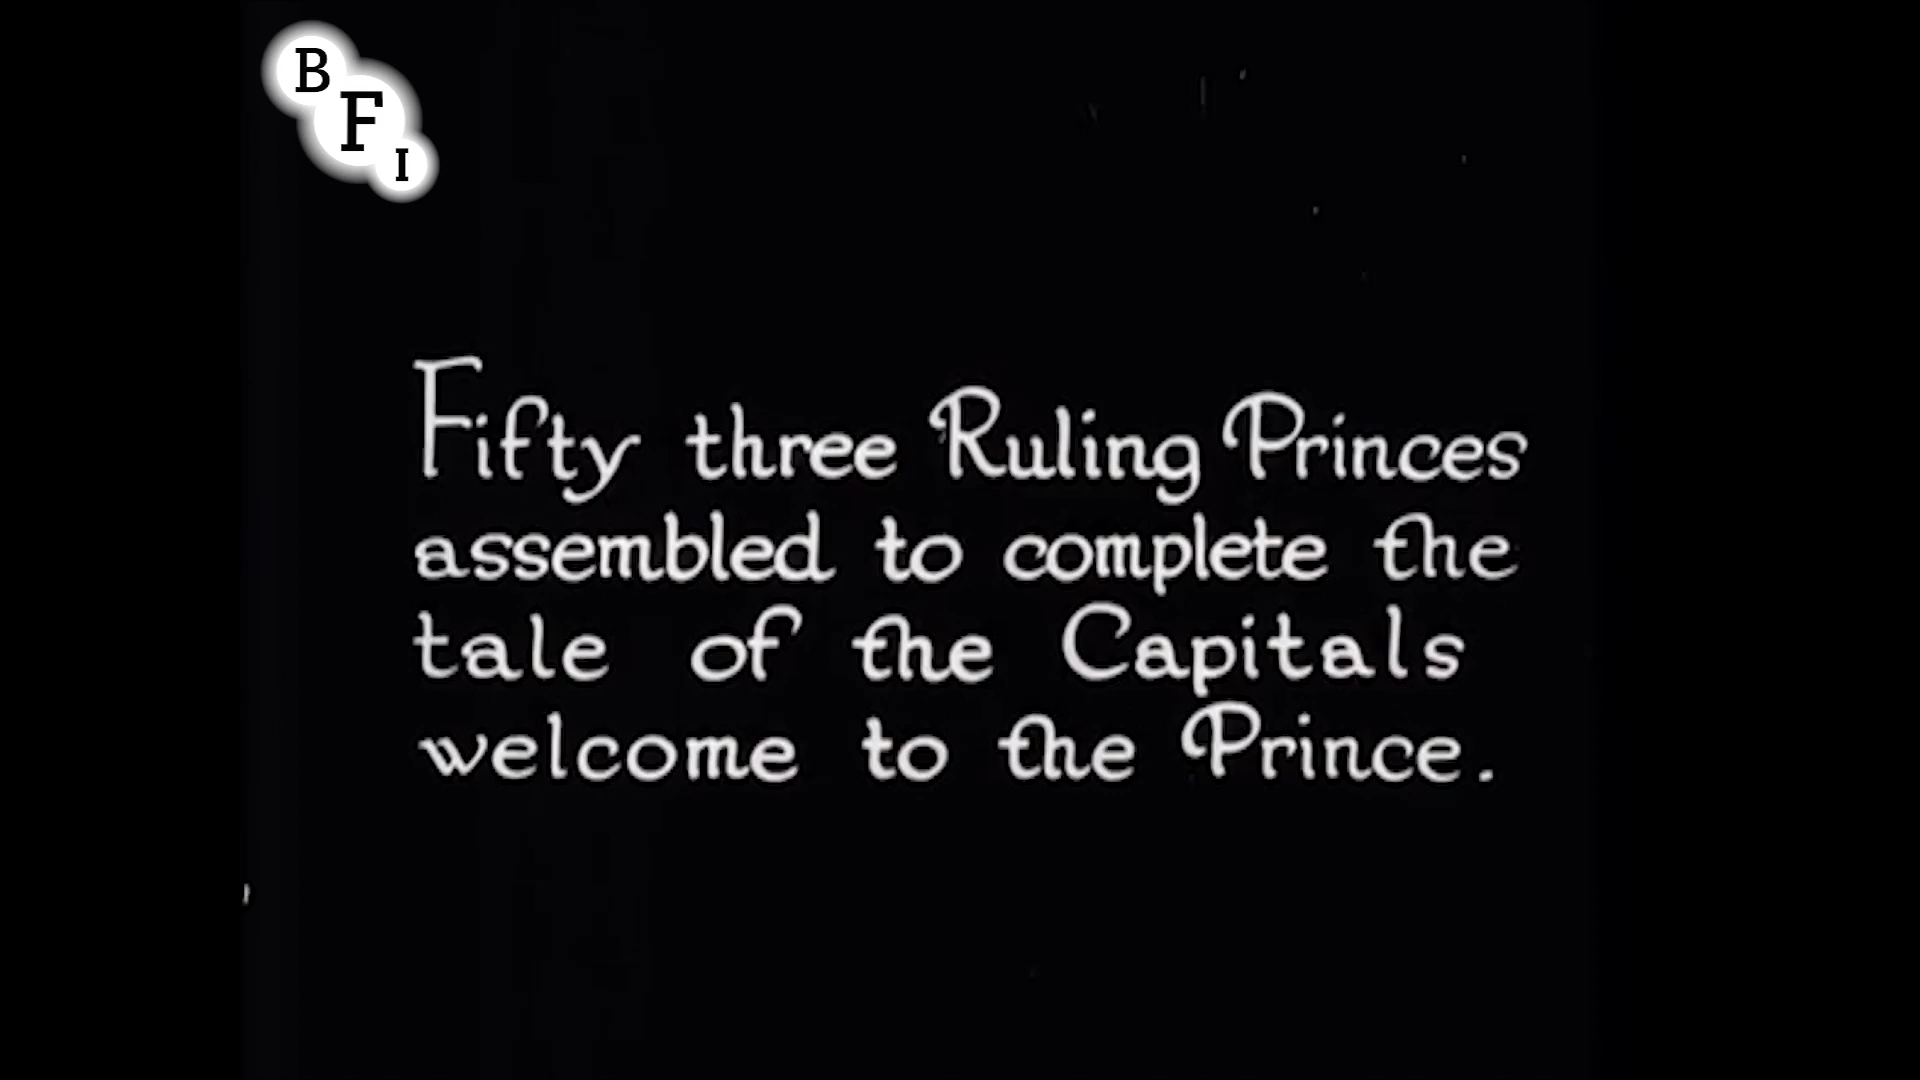 BFI
Fifty three Ruling Princes
assembled to complete the
tale of the Capitals
welcome to the Prince.